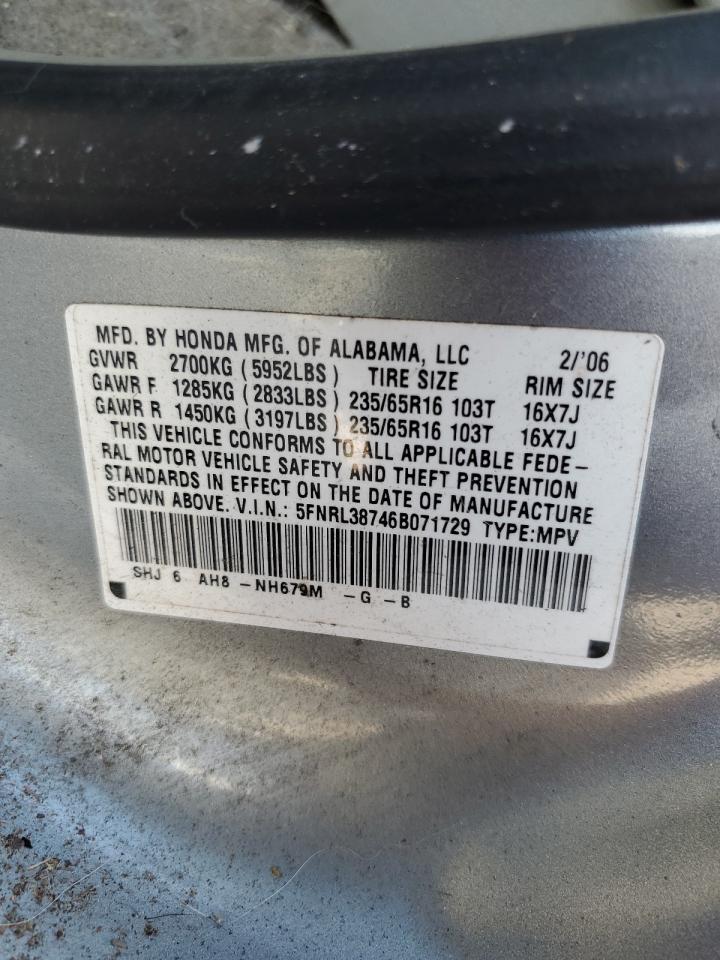 MFD. BY HONDA MFG. OF ALABAMA, LLC 2/'06
GVWR 2700KG (5952LBS) TIRE SIZE RIM SIZE
GAWR F 1285KG (2833LBS) 235/65R16 103T 16X7J
GAWR R 1450KG (3197LBS) 235/65R16 103T 16X7J
THIS VEHICLE CONFORMS TO ALL APPLICABLE FEDE-
RAL MOTOR VEHICLE SAFETY AND THEFT PREVENTION
STANDARDS IN EFFECT ON THE DATE OF MANUFACTURE
SHOWN ABOVE. V.I.N.: 5FNRL38746B071729 TYPE:MPV
SHJ 6 AH8 -NH679M -G -B